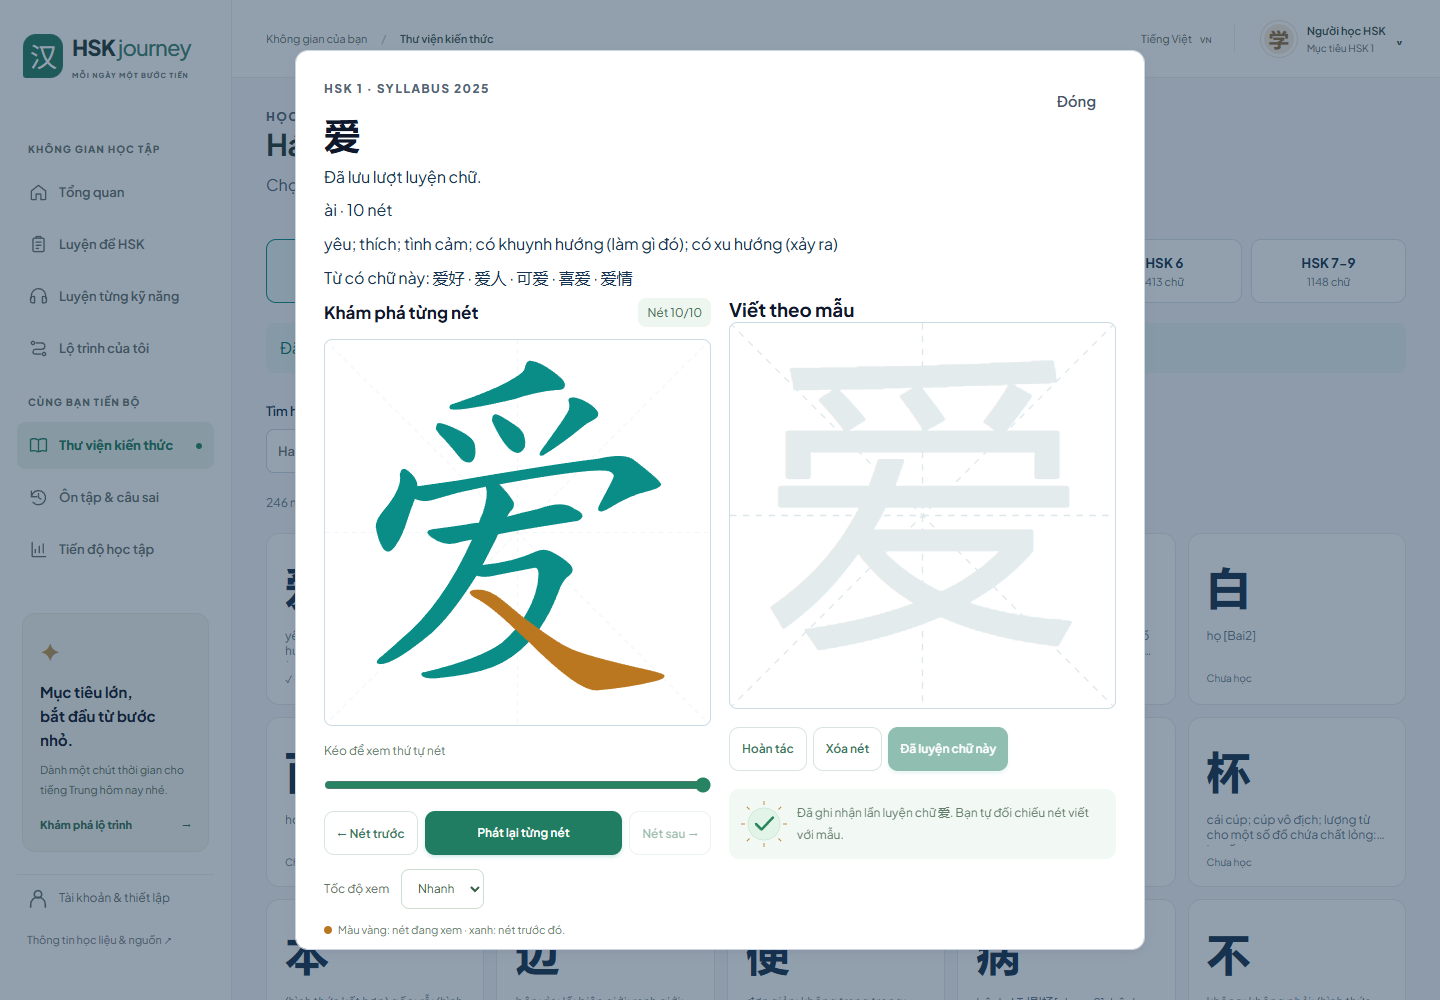 汉
HSK journey
MỖI NGÀY MỘT BƯỚC TIẾN
KHÔNG GIAN HỌC TẬP
Tổng quan
Luyện đề HSK
Luyện từng kỹ năng
Lộ trình của tôi
CÙNG BẠN TIẾN BỘ
Thư viện kiến thức
Ôn tập & câu sai
Tiến độ học tập
Mục tiêu lớn,
bắt đầu từ bước
nhỏ.
Dành một chút thời gian cho
tiếng Trung hôm nay nhé.
Khám phá lộ trình →
Tài khoản & thiết lập
Thông tin học liệu & nguồn ↗
Không gian của bạn / Thư viện kiến thức
Tiếng Việt VN
学
Người học HSK
Mục tiêu HSK 1
HSK 1 · SYLLABUS 2025
Đóng
爱
Đã lưu lượt luyện chữ.
ài · 10 nét
yêu; thích; tình cảm; có khuynh hướng (làm gì đó); có xu hướng (xảy ra)
Từ có chữ này: 爱好 · 爱人 · 可爱 · 喜爱 · 爱情
Khám phá từng nét
Nét 10/10
爱
Kéo để xem thứ tự nét
← Nét trước
Phát lại từng nét
Nét sau →
Tốc độ xem
Nhanh
Màu vàng: nét đang xem · xanh: nét trước đó.
Viết theo mẫu
爱
Hoàn tác
Xóa nét
Đã luyện chữ này
Đã ghi nhận lần luyện chữ 爱. Bạn tự đối chiếu nét viết
với mẫu.
HSK 6
413 chữ
HSK 7–9
1148 chữ
白
họ [Bai2]
Chưa học
杯
cái cúp; cúp vô địch; lượng từ
cho một số đồ chứa chất lỏng:...
Chưa học
本
边
便
病
不